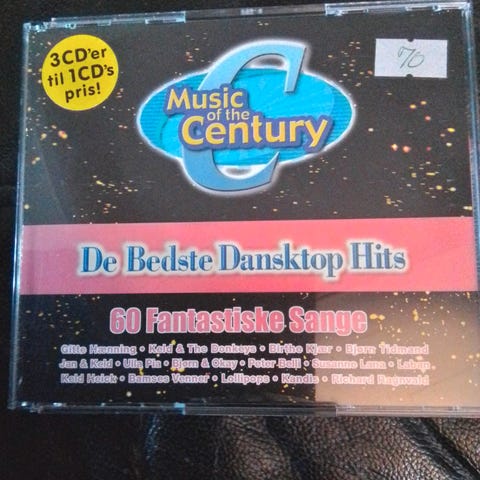 3CD'er
til 1CD's
pris!
70
C
Music
of the
Century
De Bedste Dansktop Hits
60 Fantastiske Sange
Gitte Hænning • Keld & The Donkeys • Birthe Kjær • Bjørn Tidmand
Jan & Kjeld • Ulla Pia • Bjørn & Okay • Peter Belli • Susanne Lana • Laban
Keld Heick • Bamses Venner • Lollipops • Kandis • Richard Ragnvald